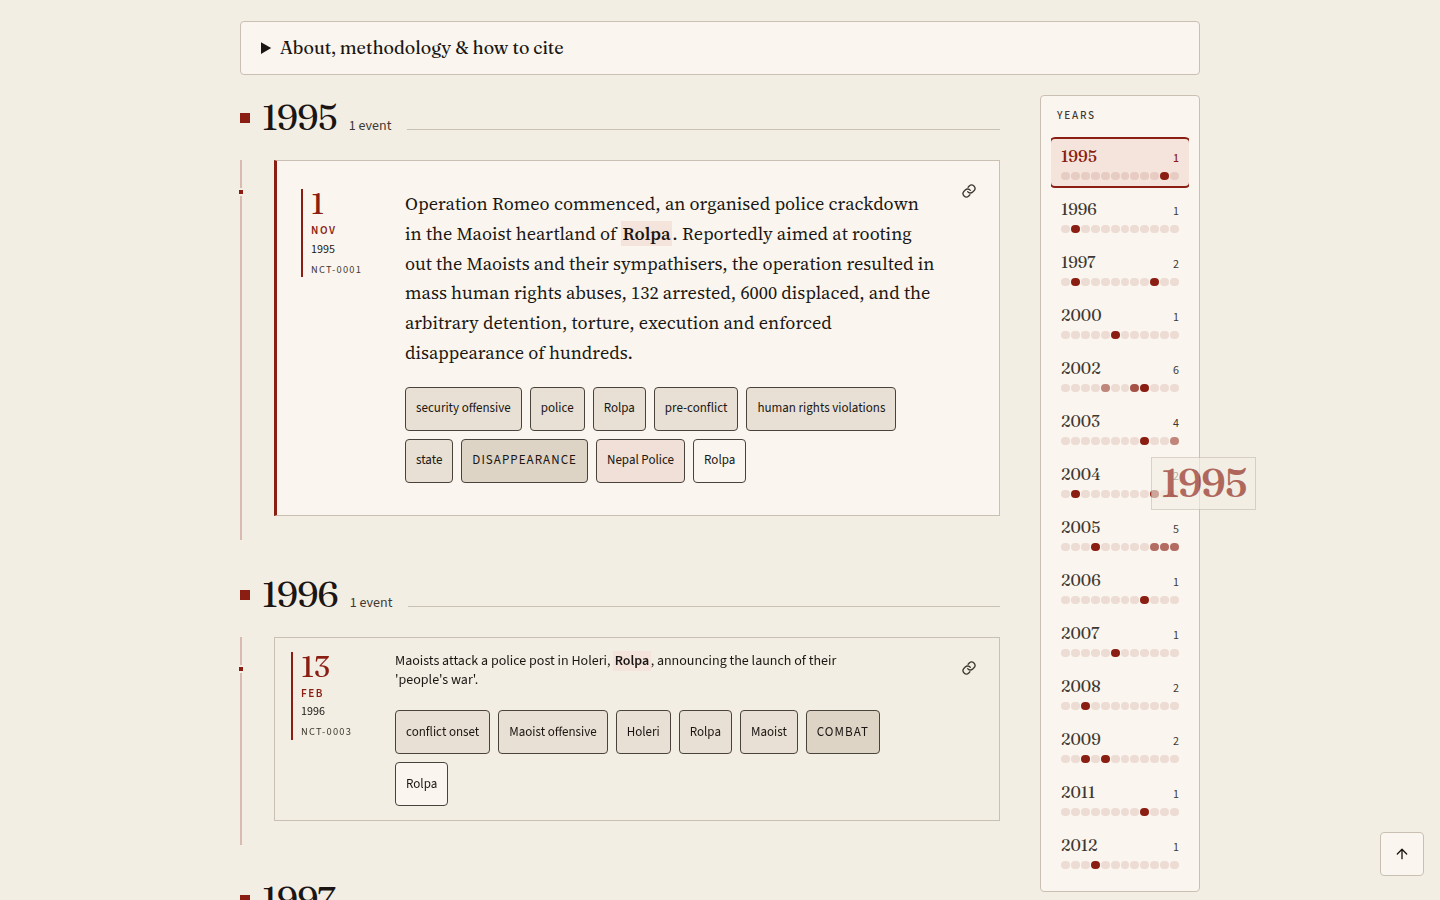 About, methodology & how to cite
1995 1 event
1
NOV
1995
NCT-0001
Operation Romeo commenced, an organised police crackdown
in the Maoist heartland of Rolpa. Reportedly aimed at rooting
out the Maoists and their sympathisers, the operation resulted in
mass human rights abuses, 132 arrested, 6000 displaced, and the
arbitrary detention, torture, execution and enforced
disappearance of hundreds.
security offensive police Rolpa pre-conflict human rights violations
state DISAPPEARANCE Nepal Police Rolpa
1996 1 event
13
FEB
1996
NCT-0003
Maoists attack a police post in Holeri, Rolpa, announcing the launch of their
'people's war'.
conflict onset Maoist offensive Holeri Rolpa Maoist COMBAT
Rolpa
1997
YEARS
1995 1
1996 1
1997 2
2000 1
2002 6
2003 4
2004 2
1995
2005 5
2006 1
2007 1
2008 2
2009 2
2011 1
2012 1